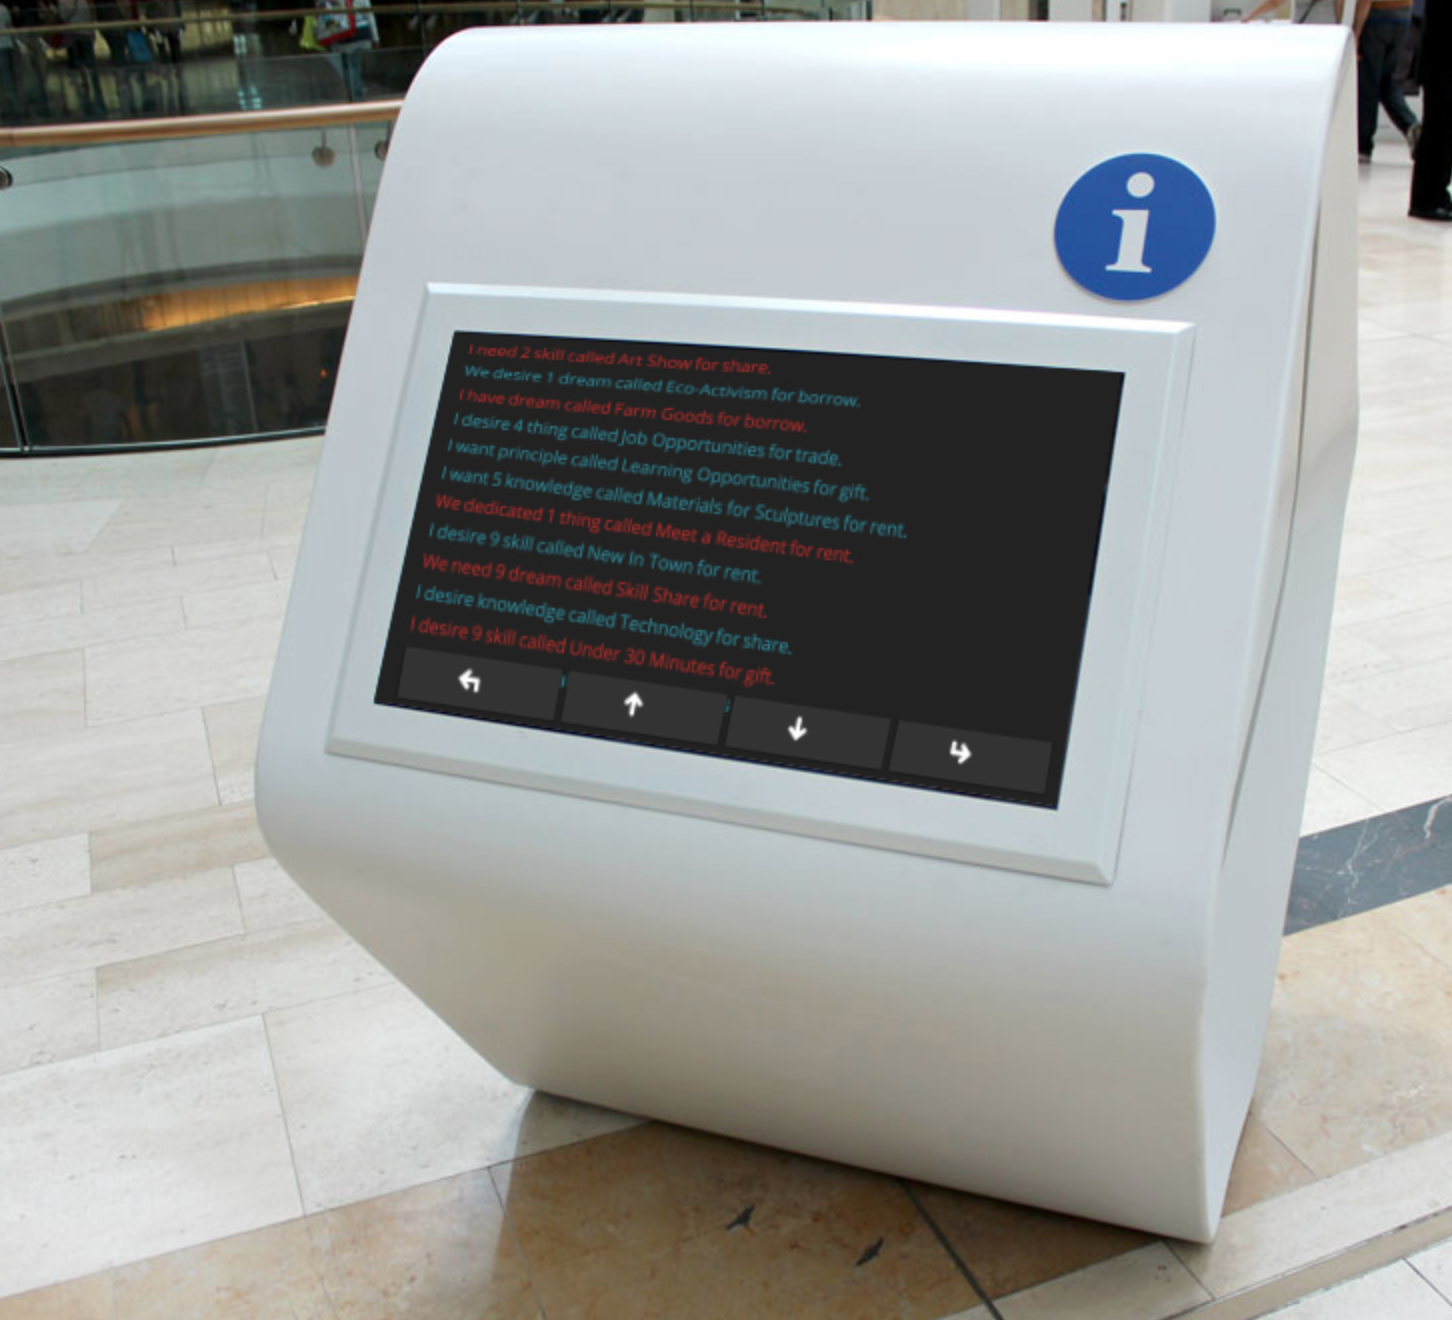 i
I need 2 skill called Art Show for share.
We desire 1 dream called Eco-Activism for borrow.
I have dream called Farm Goods for borrow.
I desire 4 thing called Job Opportunities for trade.
I want principle called Learning Opportunities for gift.
I want 5 knowledge called Materials for Sculptures for rent.
We dedicated 1 thing called Meet a Resident for rent.
I desire 9 skill called New In Town for rent.
We need 9 dream called Skill Share for rent.
I desire knowledge called Technology for share.
I desire 9 skill called Under 30 Minutes for gift.